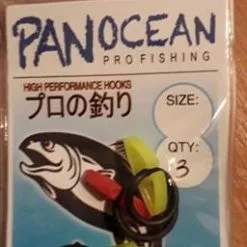 PANOCEAN
PRO FISHING
HIGH PERFORMANCE HOOKS
プロの釣り
SIZE:
QTY:
3